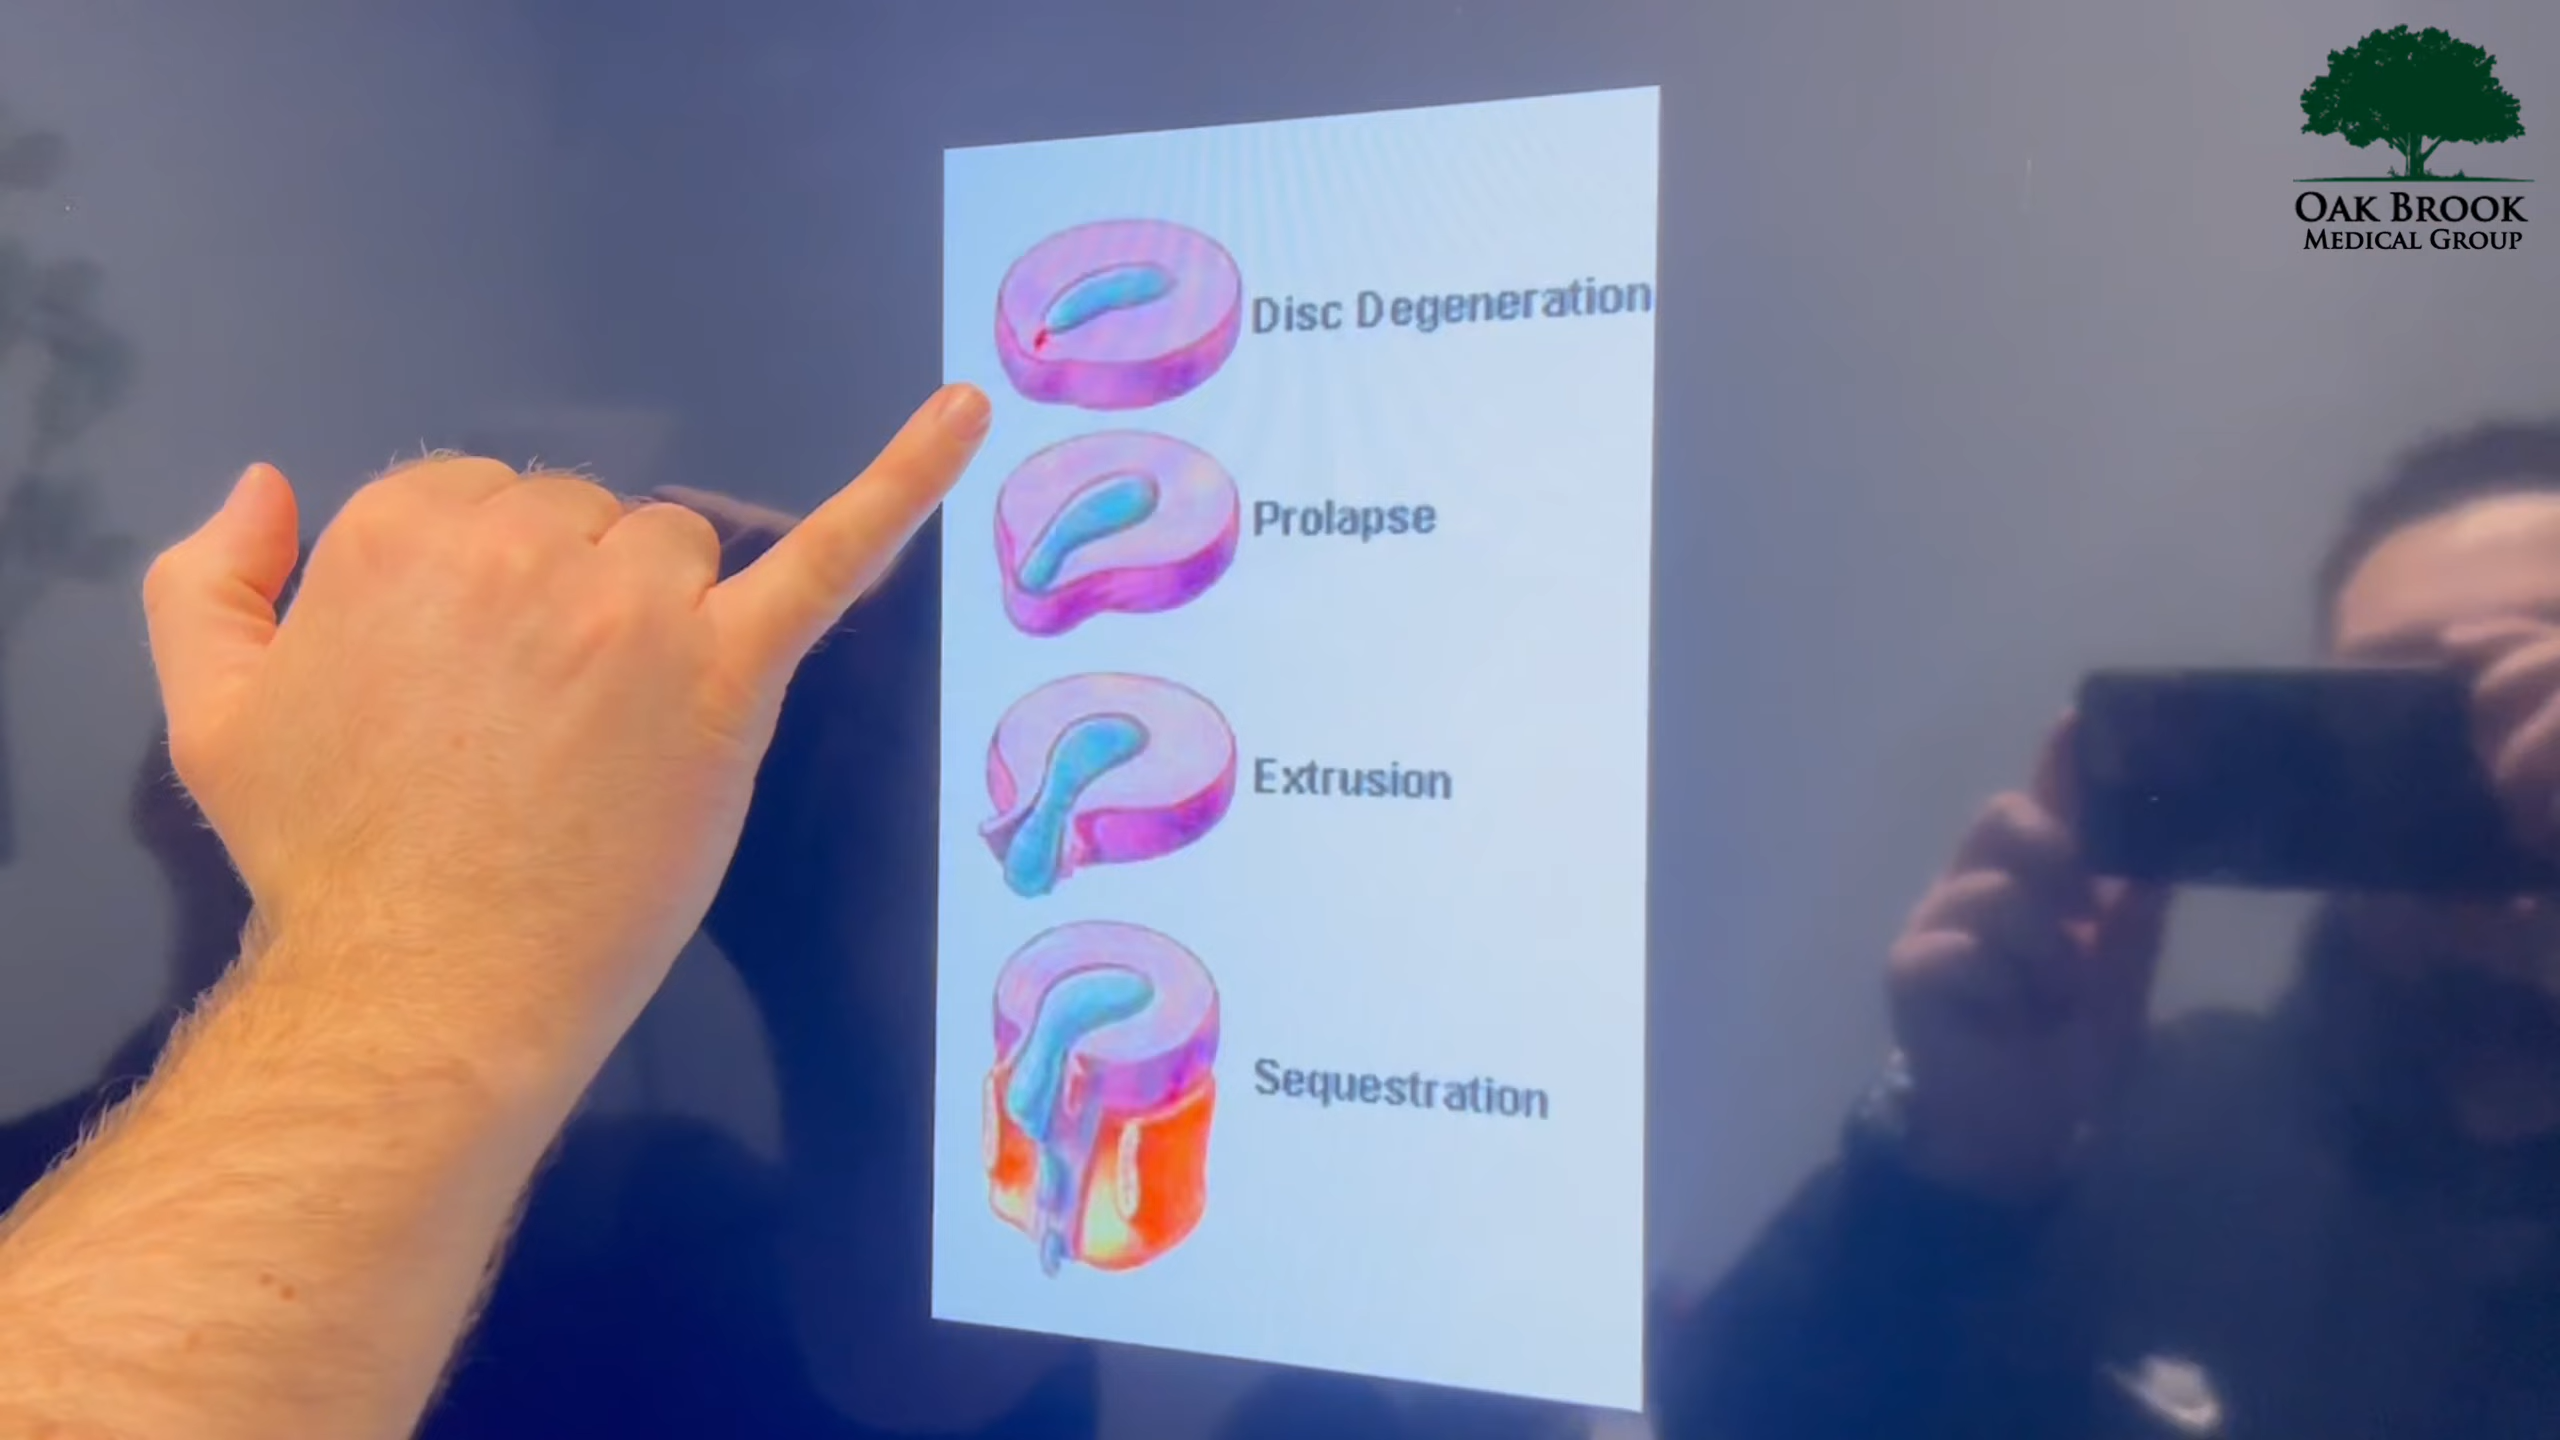 OAK BROOK
MEDICAL GROUP
Disc Degeneration
Prolapse
Extrusion
Sequestration